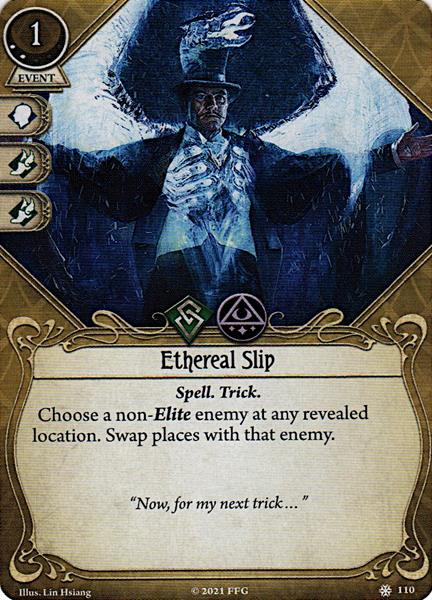 1
EVENT
Ethereal Slip
Spell. Trick.
Choose a non-Elite enemy at any revealed
location. Swap places with that enemy.
“Now, for my next trick…”
Illus. Lin Hsiang © 2021 FFG 110